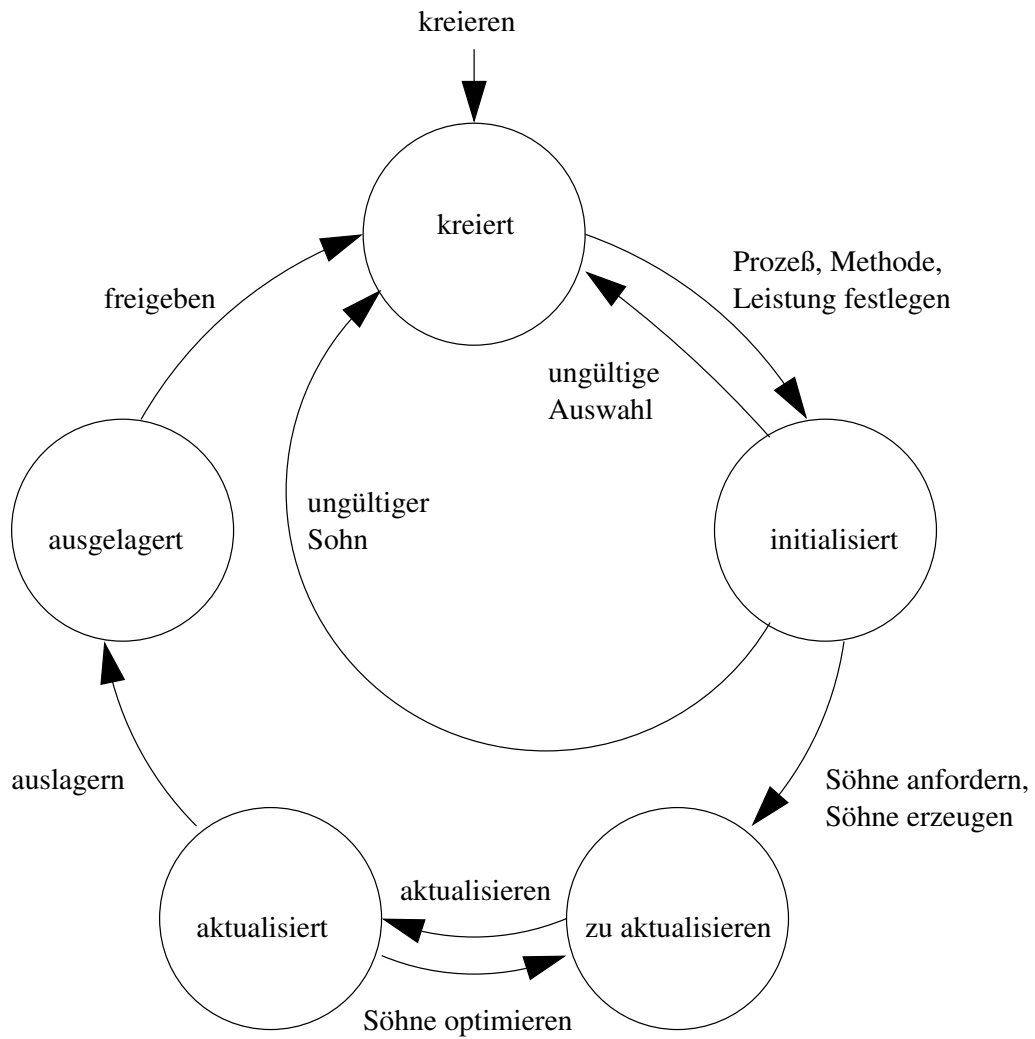 kreieren
kreiert
Prozeß, Methode,
Leistung festlegen
freigeben
ungültige
Auswahl
ungültiger
Sohn
ausgelagert
initialisiert
auslagern
Söhne anfordern,
Söhne erzeugen
aktualisieren
aktualisiert
zu aktualisieren
Söhne optimieren